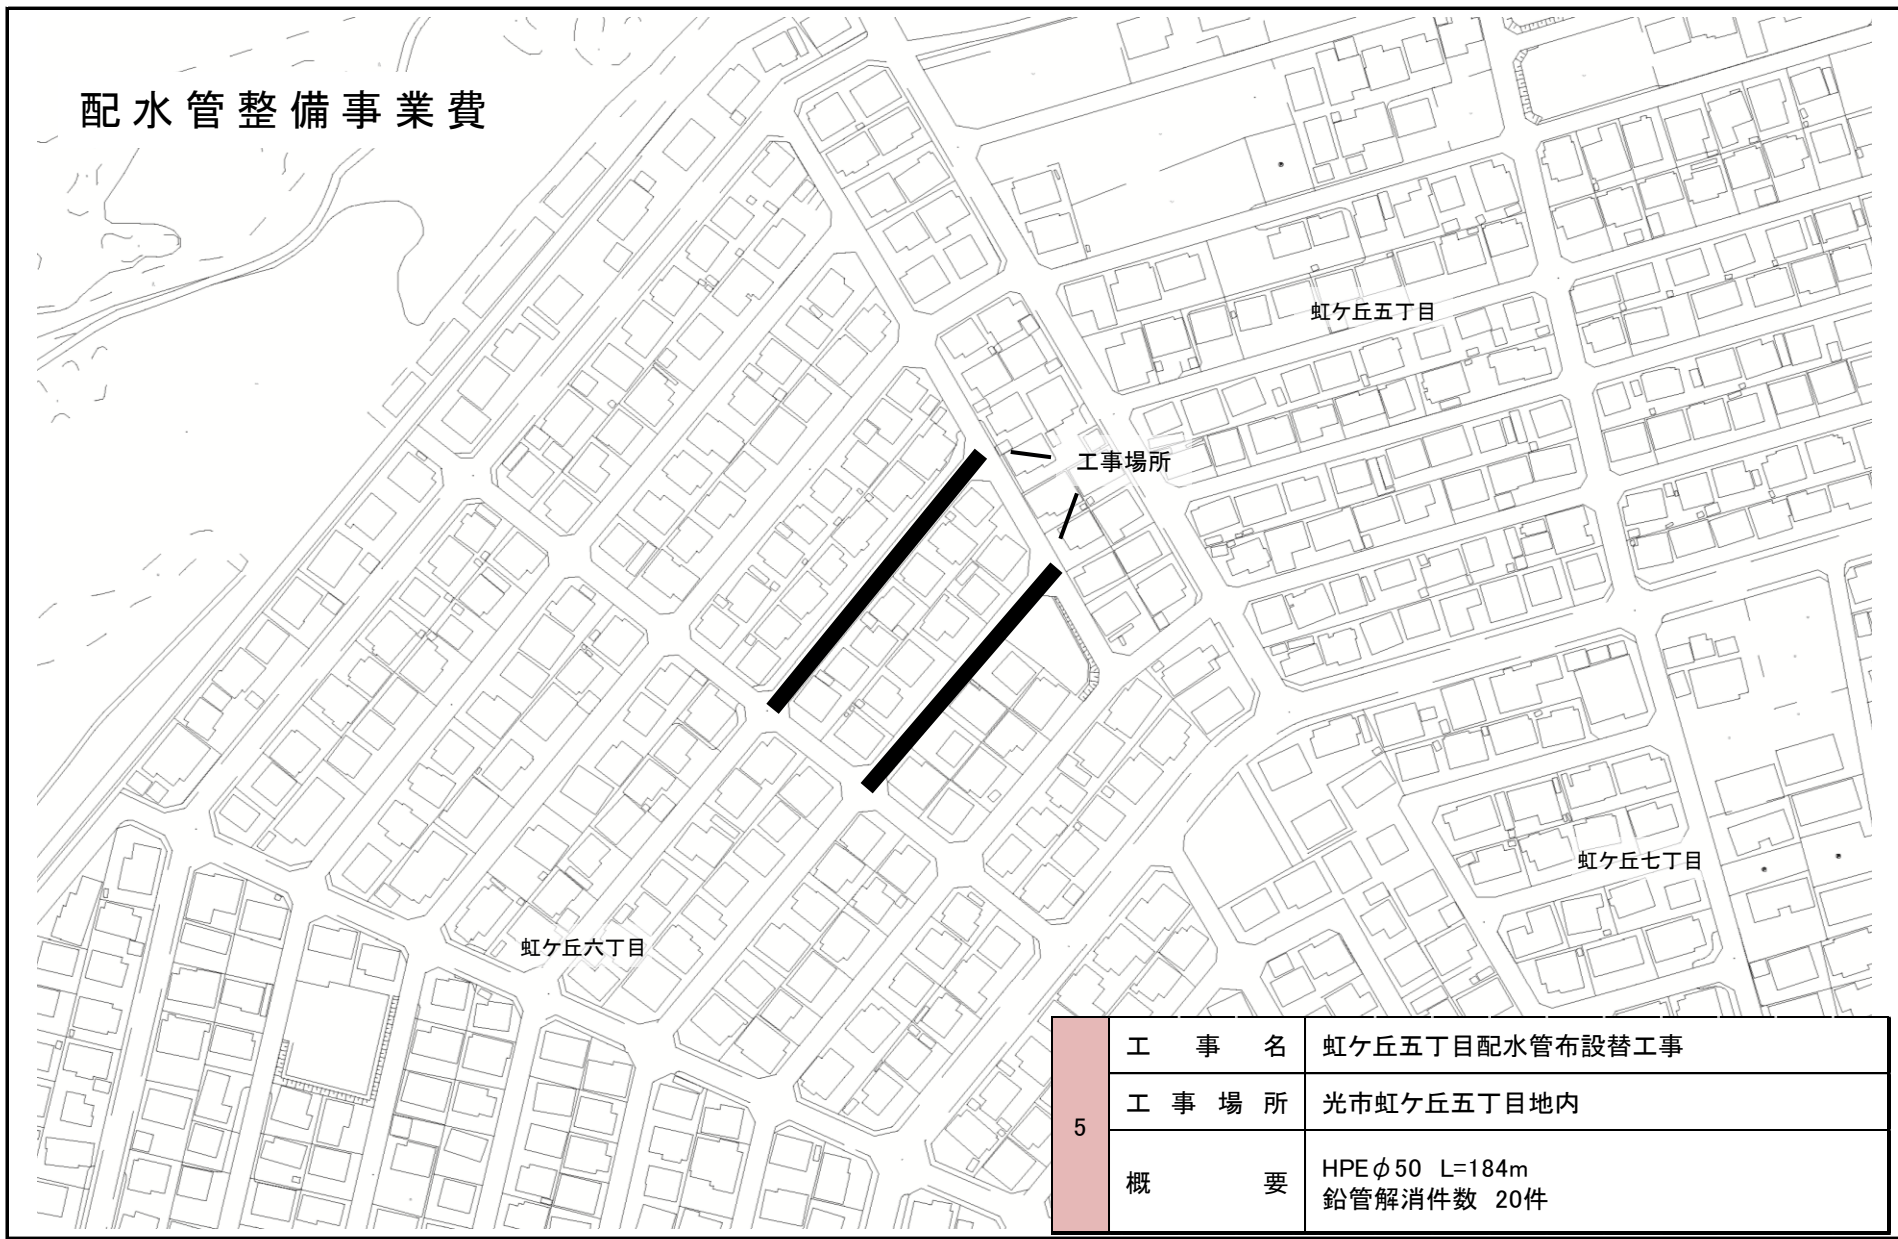 配水管整備事業費
虹ケ丘五丁目
工事場所
虹ケ丘七丁目
虹ケ丘六丁目
5
工事名 虹ケ丘五丁目配水管布設替工事
工事場所 光市虹ケ丘五丁目地内
概要 HPEφ50 L=184m
鉛管解消件数 20件